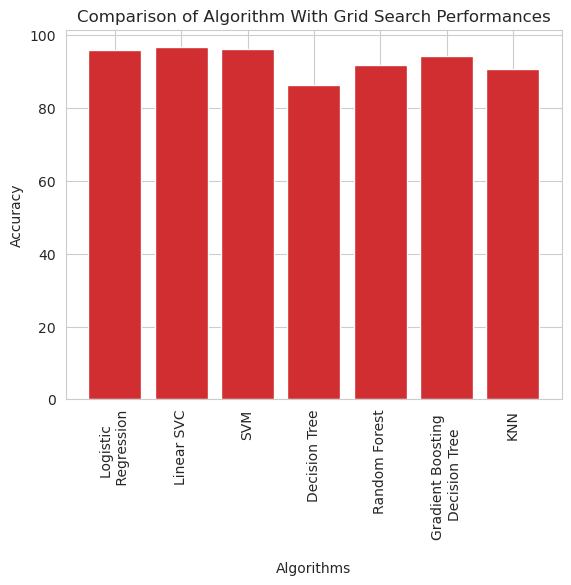 Comparison of Algorithm With Grid Search Performances
100
80
60
40
20
0
Accuracy
Logistic
Regression
Linear SVC
SVM
Decision Tree
Random Forest
Gradient Boosting
Decision Tree
KNN
Algorithms